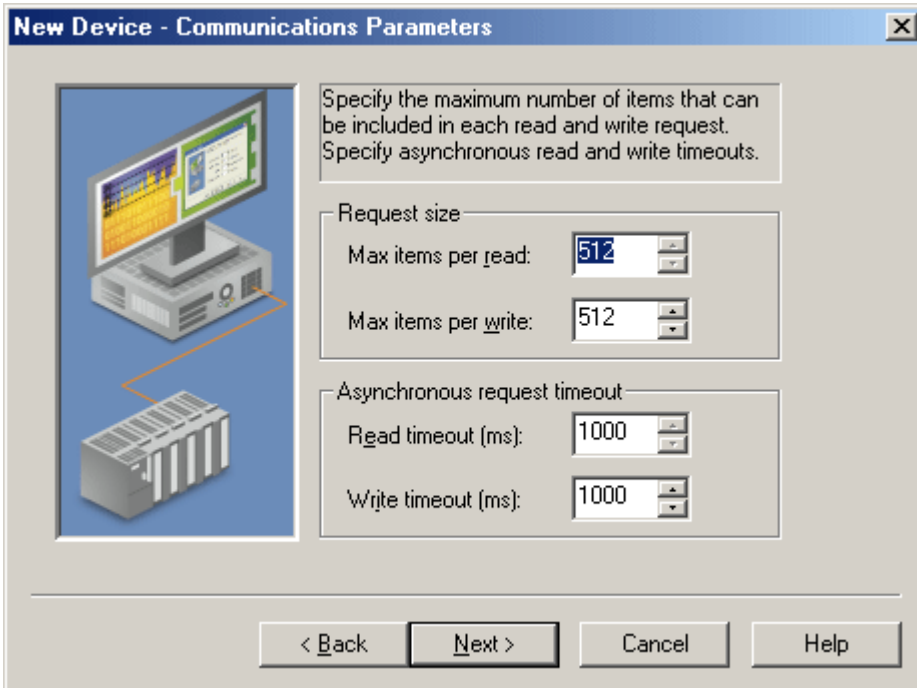 New Device - Communications Parameters
Specify the maximum number of items that can
be included in each read and write request.
Specify asynchronous read and write timeouts.
Request size
Max items per read: 512
Max items per write: 512
Asynchronous request timeout
Read timeout (ms): 1000
Write timeout (ms): 1000
< Back Next > Cancel Help